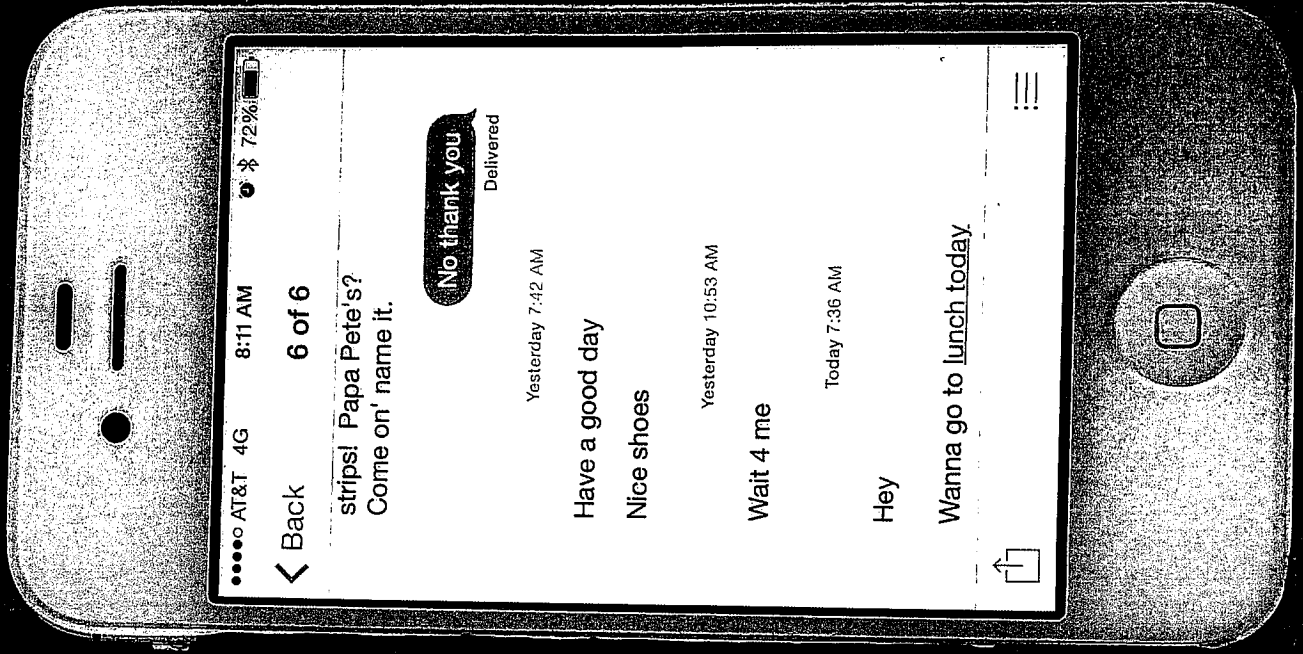 AT&T 4G 8:11 AM 72%
Back 6 of 6
strips! Papa Pete's?
Come on' name it.
No thank you
Delivered
Yesterday 7:42 AM
Have a good day
Nice shoes
Yesterday 10:53 AM
Wait 4 me
Today 7:36 AM
Hey
Wanna go to lunch today